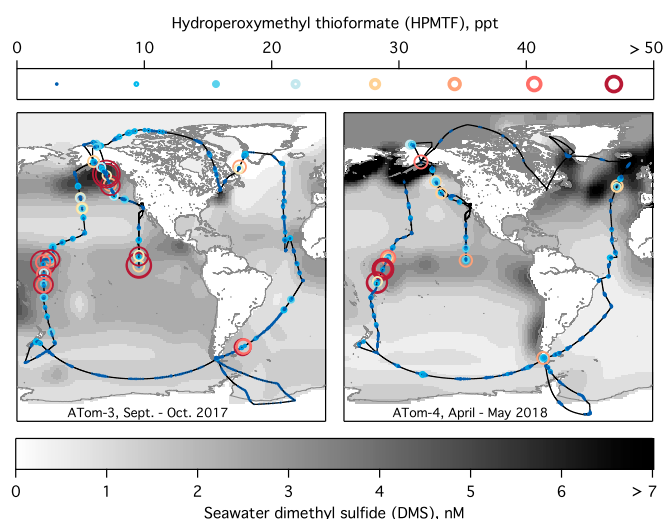 Hydroperoxymethyl thioformate (HPMTF), ppt
0 10 20 30 40 > 50
ATom-3, Sept. - Oct. 2017
ATom-4, April - May 2018
0 1 2 3 4 5 6 > 7
Seawater dimethyl sulfide (DMS), nM